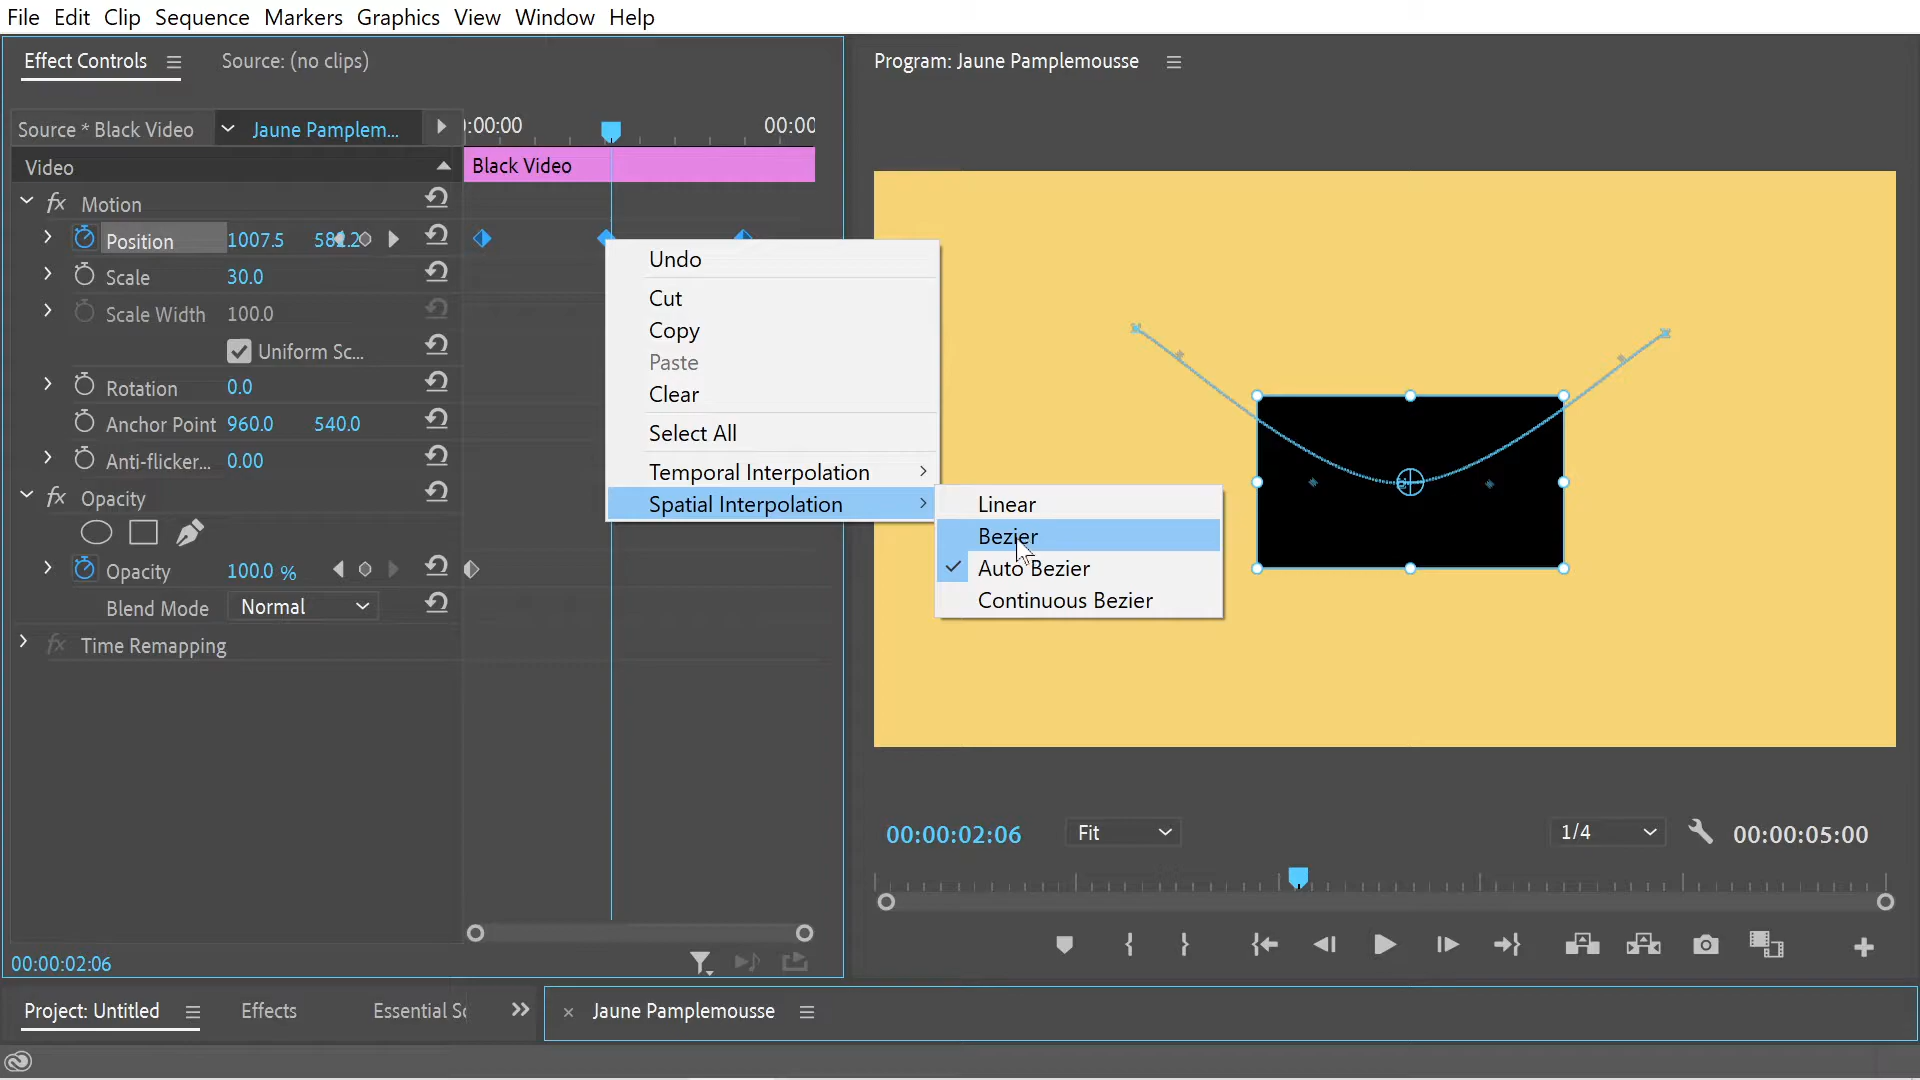 File Edit Clip Sequence Markers Graphics View Window Help
Effect Controls Source: (no clips)
Program: Jaune Pamplemousse
Source * Black Video Jaune Pamplem... :00:00 00:00
Video Black Video
fx Motion
Position 1007.5
Scale 30.0
Scale Width 100.0
Uniform Sc...
Rotation 0.0
Anchor Point 960.0 540.0
Anti-flicker... 0.00
fx Opacity
Opacity 100.0 %
Blend Mode Normal
fx Time Remapping
Undo
Cut
Copy
Paste
Clear
Select All
Temporal Interpolation
Spatial Interpolation
Linear
Bezier
Auto Bezier
Continuous Bezier
00:00:02:06 Fit 1/4 00:00:05:00
00:00:02:06
Project: Untitled Effects Essential So
Jaune Pamplemousse